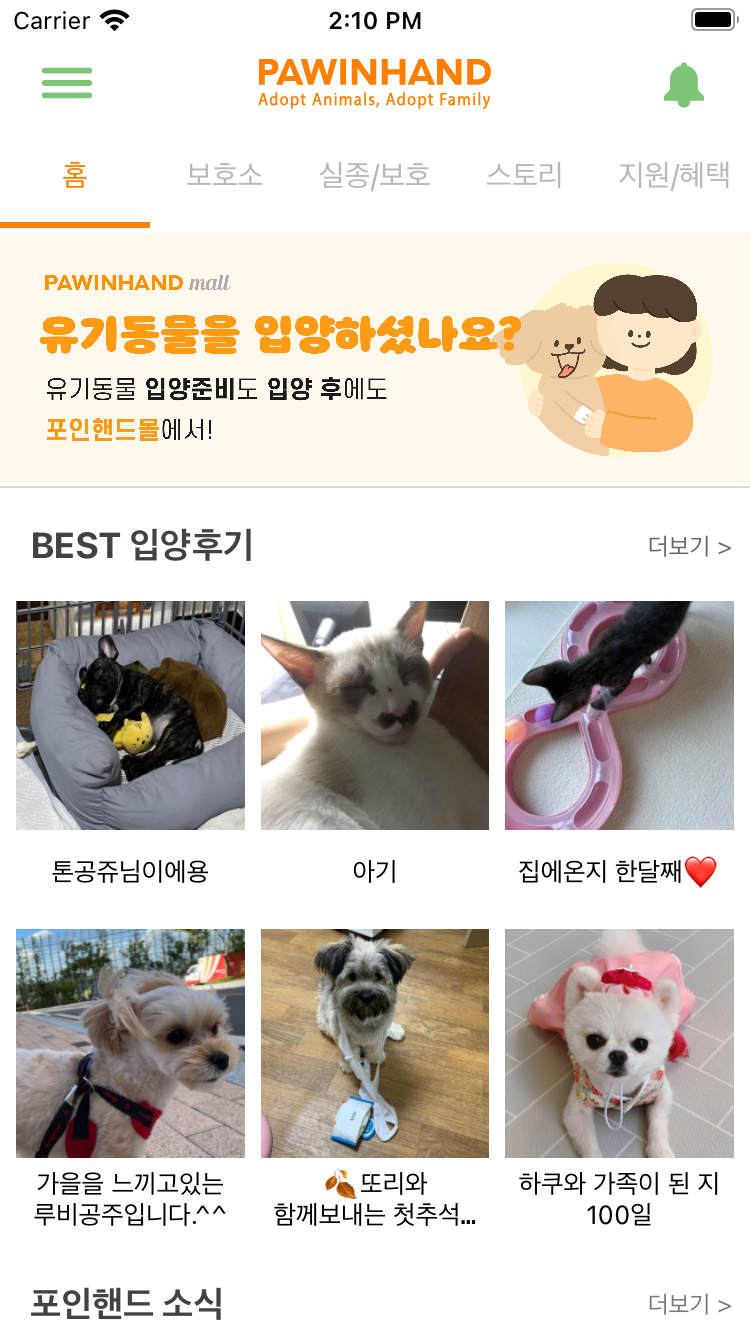 Carrier 2:10 PM
PAWINHAND
Adopt Animals, Adopt Family
홈 보호소 실종/보호 스토리 지원/혜택
PAWINHAND mall
유기동물을 입양하셨나요?
유기동물 입양준비도 입양 후에도
포인핸드몰에서!
BEST 입양후기 더보기 >
톤공쥬님이에용 아기 집에온지 한달째❤️
가을을 느끼고있는
루비공주입니다.^^
🍂또리와
함께보내는 첫추석...
하쿠와 가족이 된 지
100일
포인핸드 소식 더보기 >